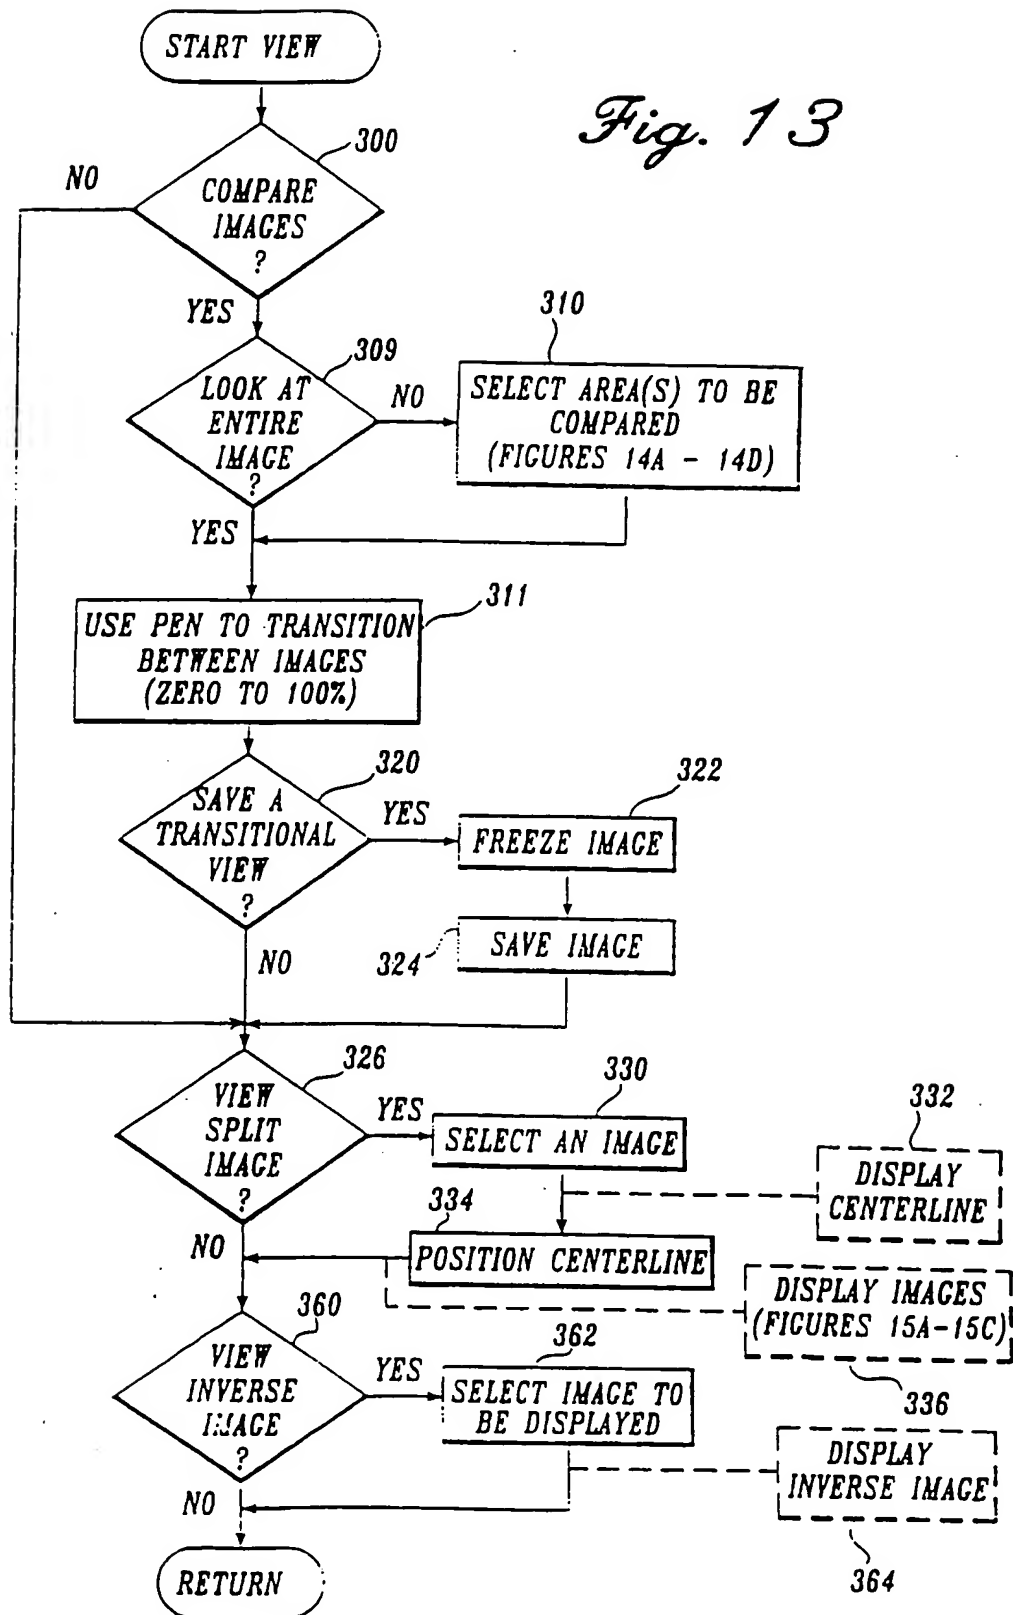 START VIEW
Fig. 13
300
NO
COMPARE
IMAGES
?
YES
309
310
LOOK AT
ENTIRE
IMAGE
?
NO
SELECT AREA(S) TO BE
COMPARED
(FIGURES 14A - 14D)
YES
311
USE PEN TO TRANSITION
BETWEEN IMAGES
(ZERO TO 100%)
320
322
SAVE A
TRANSITIONAL
VIEW
?
YES
FREEZE IMAGE
324
SAVE IMAGE
NO
326
330
332
VIEW
SPLIT
IMAGE
?
YES
SELECT AN IMAGE
DISPLAY
CENTERLINE
334
NO
POSITION CENTERLINE
DISPLAY IMAGES
(FIGURES 15A-15C)
336
360
362
VIEW
INVERSE
IMAGE
?
YES
SELECT IMAGE TO
BE DISPLAYED
DISPLAY
INVERSE IMAGE
364
NO
RETURN